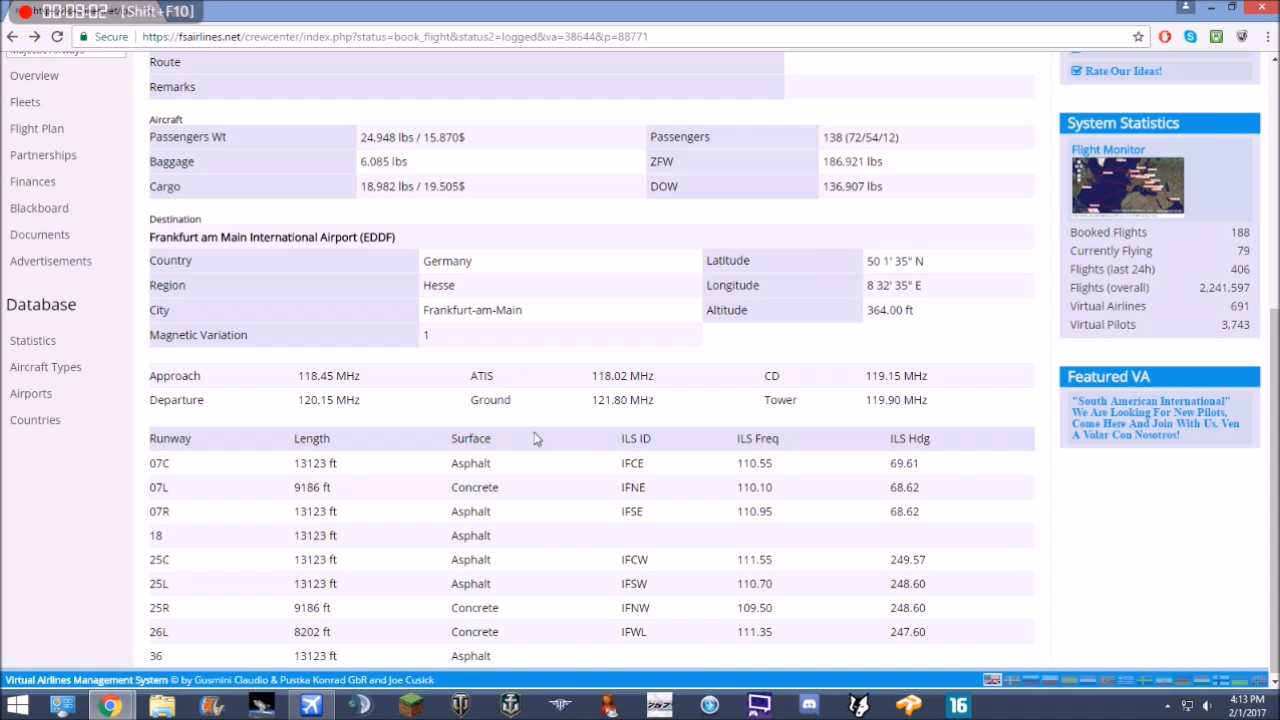 00:09:02 [Shift+F10]
Secure https://fsairlines.net/crewcenter/index.php?status=book_flight&status2=logged&va=38644&p=88771
Overview
Fleets
Flight Plan
Partnerships
Finances
Blackboard
Documents
Advertisements
Database
Statistics
Aircraft Types
Airports
Countries
Route
Remarks
Aircraft
Passengers Wt 24,948 lbs / 15.870$ Passengers 138 (72/54/12)
Baggage 6,085 lbs ZFW 186,921 lbs
Cargo 18,982 lbs / 19.505$ DOW 136,907 lbs
Destination
Frankfurt am Main International Airport (EDDF)
Country Germany Latitude 50 1' 35" N
Region Hesse Longitude 8 32' 35" E
City Frankfurt-am-Main Altitude 364.00 ft
Magnetic Variation 1
Approach 118.45 MHz ATIS 118.02 MHz CD 119.15 MHz
Departure 120.15 MHz Ground 121.80 MHz Tower 119.90 MHz
Runway Length Surface ILS ID ILS Freq ILS Hdg
07C 13123 ft Asphalt IFCE 110.55 69.61
07L 9186 ft Concrete IFNE 110.10 68.62
07R 13123 ft Asphalt IFSE 110.95 68.62
18 13123 ft Asphalt
25C 13123 ft Asphalt IFCW 111.55 249.57
25L 13123 ft Asphalt IFSW 110.70 248.60
25R 9186 ft Concrete IFNW 109.50 248.60
26L 8202 ft Concrete IFWL 111.35 247.60
36 13123 ft Asphalt
Rate Our Ideas!
System Statistics
Flight Monitor
Booked Flights 188
Currently Flying 79
Flights (last 24h) 406
Flights (overall) 2,241,597
Virtual Airlines 691
Virtual Pilots 3,743
Featured VA
"South American International"
We Are Looking For New Pilots,
Come Here And Join With Us. Ven
A Volar Con Nosotros!
Virtual Airlines Management System © by Gusmini Claudio & Pustka Konrad GbR and Joe Cusick
16
4:13 PM
2/1/2017